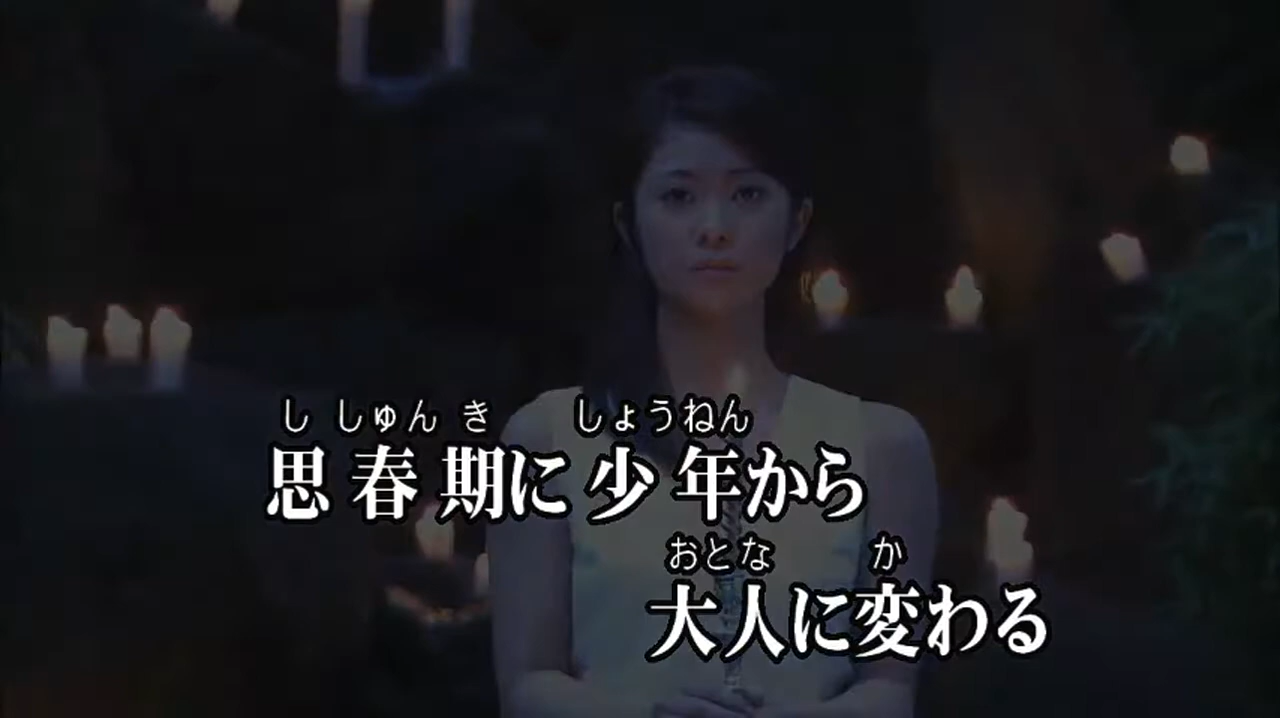 し しゅん き しょうねん
思春期に少年から
おとな か
大人に変わる